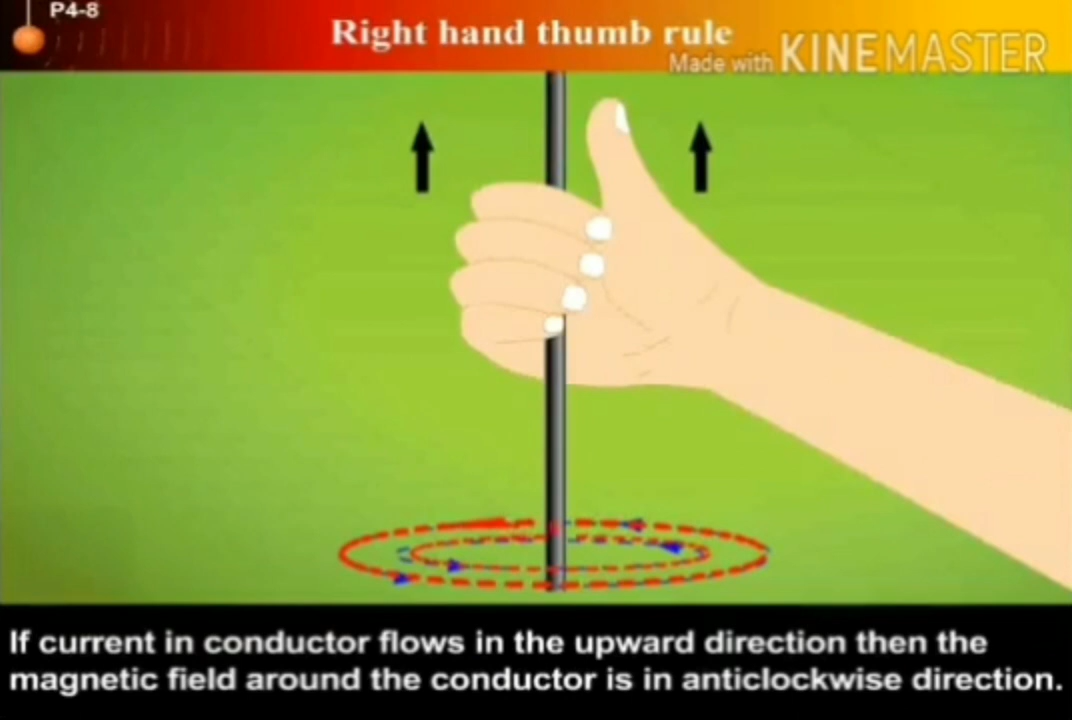 P4-8
Right hand thumb rule
Made with KINEMASTER
If current in conductor flows in the upward direction then the
magnetic field around the conductor is in anticlockwise direction.